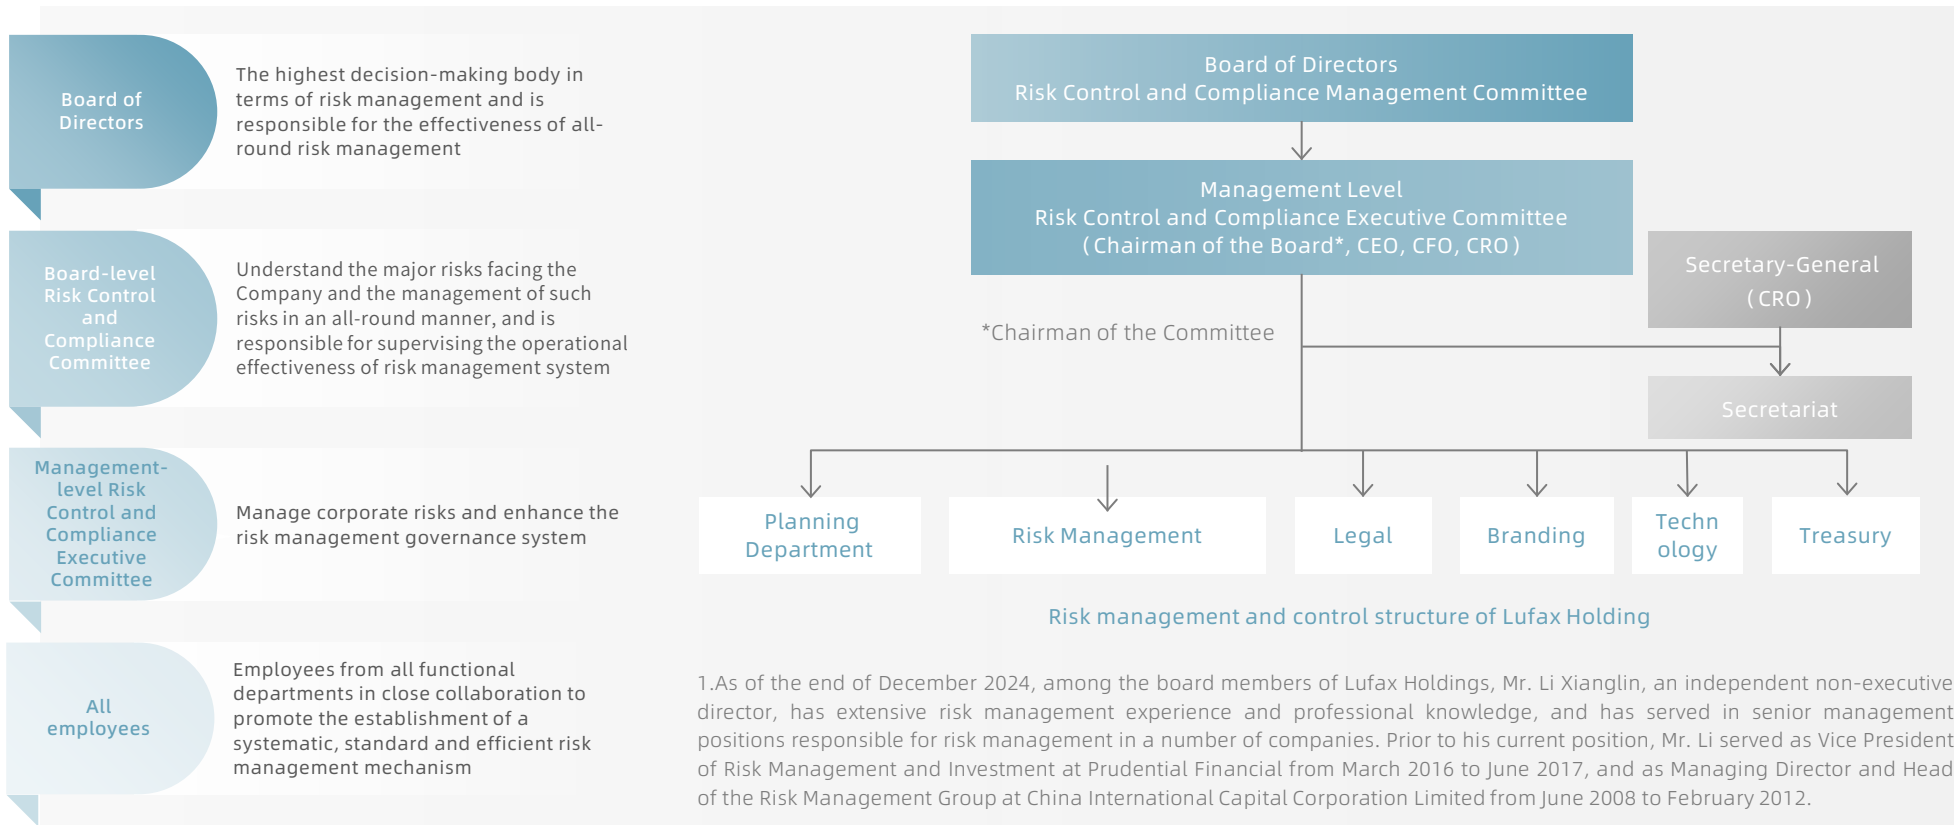 Board of
Directors
The highest decision-making body in
terms of risk management and is
responsible for the effectiveness of all-
round risk management
Board-level
Risk Control
and
Compliance
Committee
Understand the major risks facing the
Company and the management of such
risks in an all-round manner, and is
responsible for supervising the operational
effectiveness of risk management system
Management-
level Risk
Control and
Compliance
Executive
Committee
Manage corporate risks and enhance the
risk management governance system
All
employees
Employees from all functional
departments in close collaboration to
promote the establishment of a
systematic, standard and efficient risk
management mechanism
Board of Directors
Risk Control and Compliance Management Committee
Management Level
Risk Control and Compliance Executive Committee
(Chairman of the Board*, CEO, CFO, CRO)
Secretary-General
(CRO)
*Chairman of the Committee
Secretariat
Planning
Department
Risk Management
Legal
Branding
Techn
ology
Treasury
Risk management and control structure of Lufax Holding
1.As of the end of December 2024, among the board members of Lufax Holdings, Mr. Li Xianglin, an independent non-executive
director, has extensive risk management experience and professional knowledge, and has served in senior management
positions responsible for risk management in a number of companies. Prior to his current position, Mr. Li served as Vice President
of Risk Management and Investment at Prudential Financial from March 2016 to June 2017, and as Managing Director and Head
of the Risk Management Group at China International Capital Corporation Limited from June 2008 to February 2012.